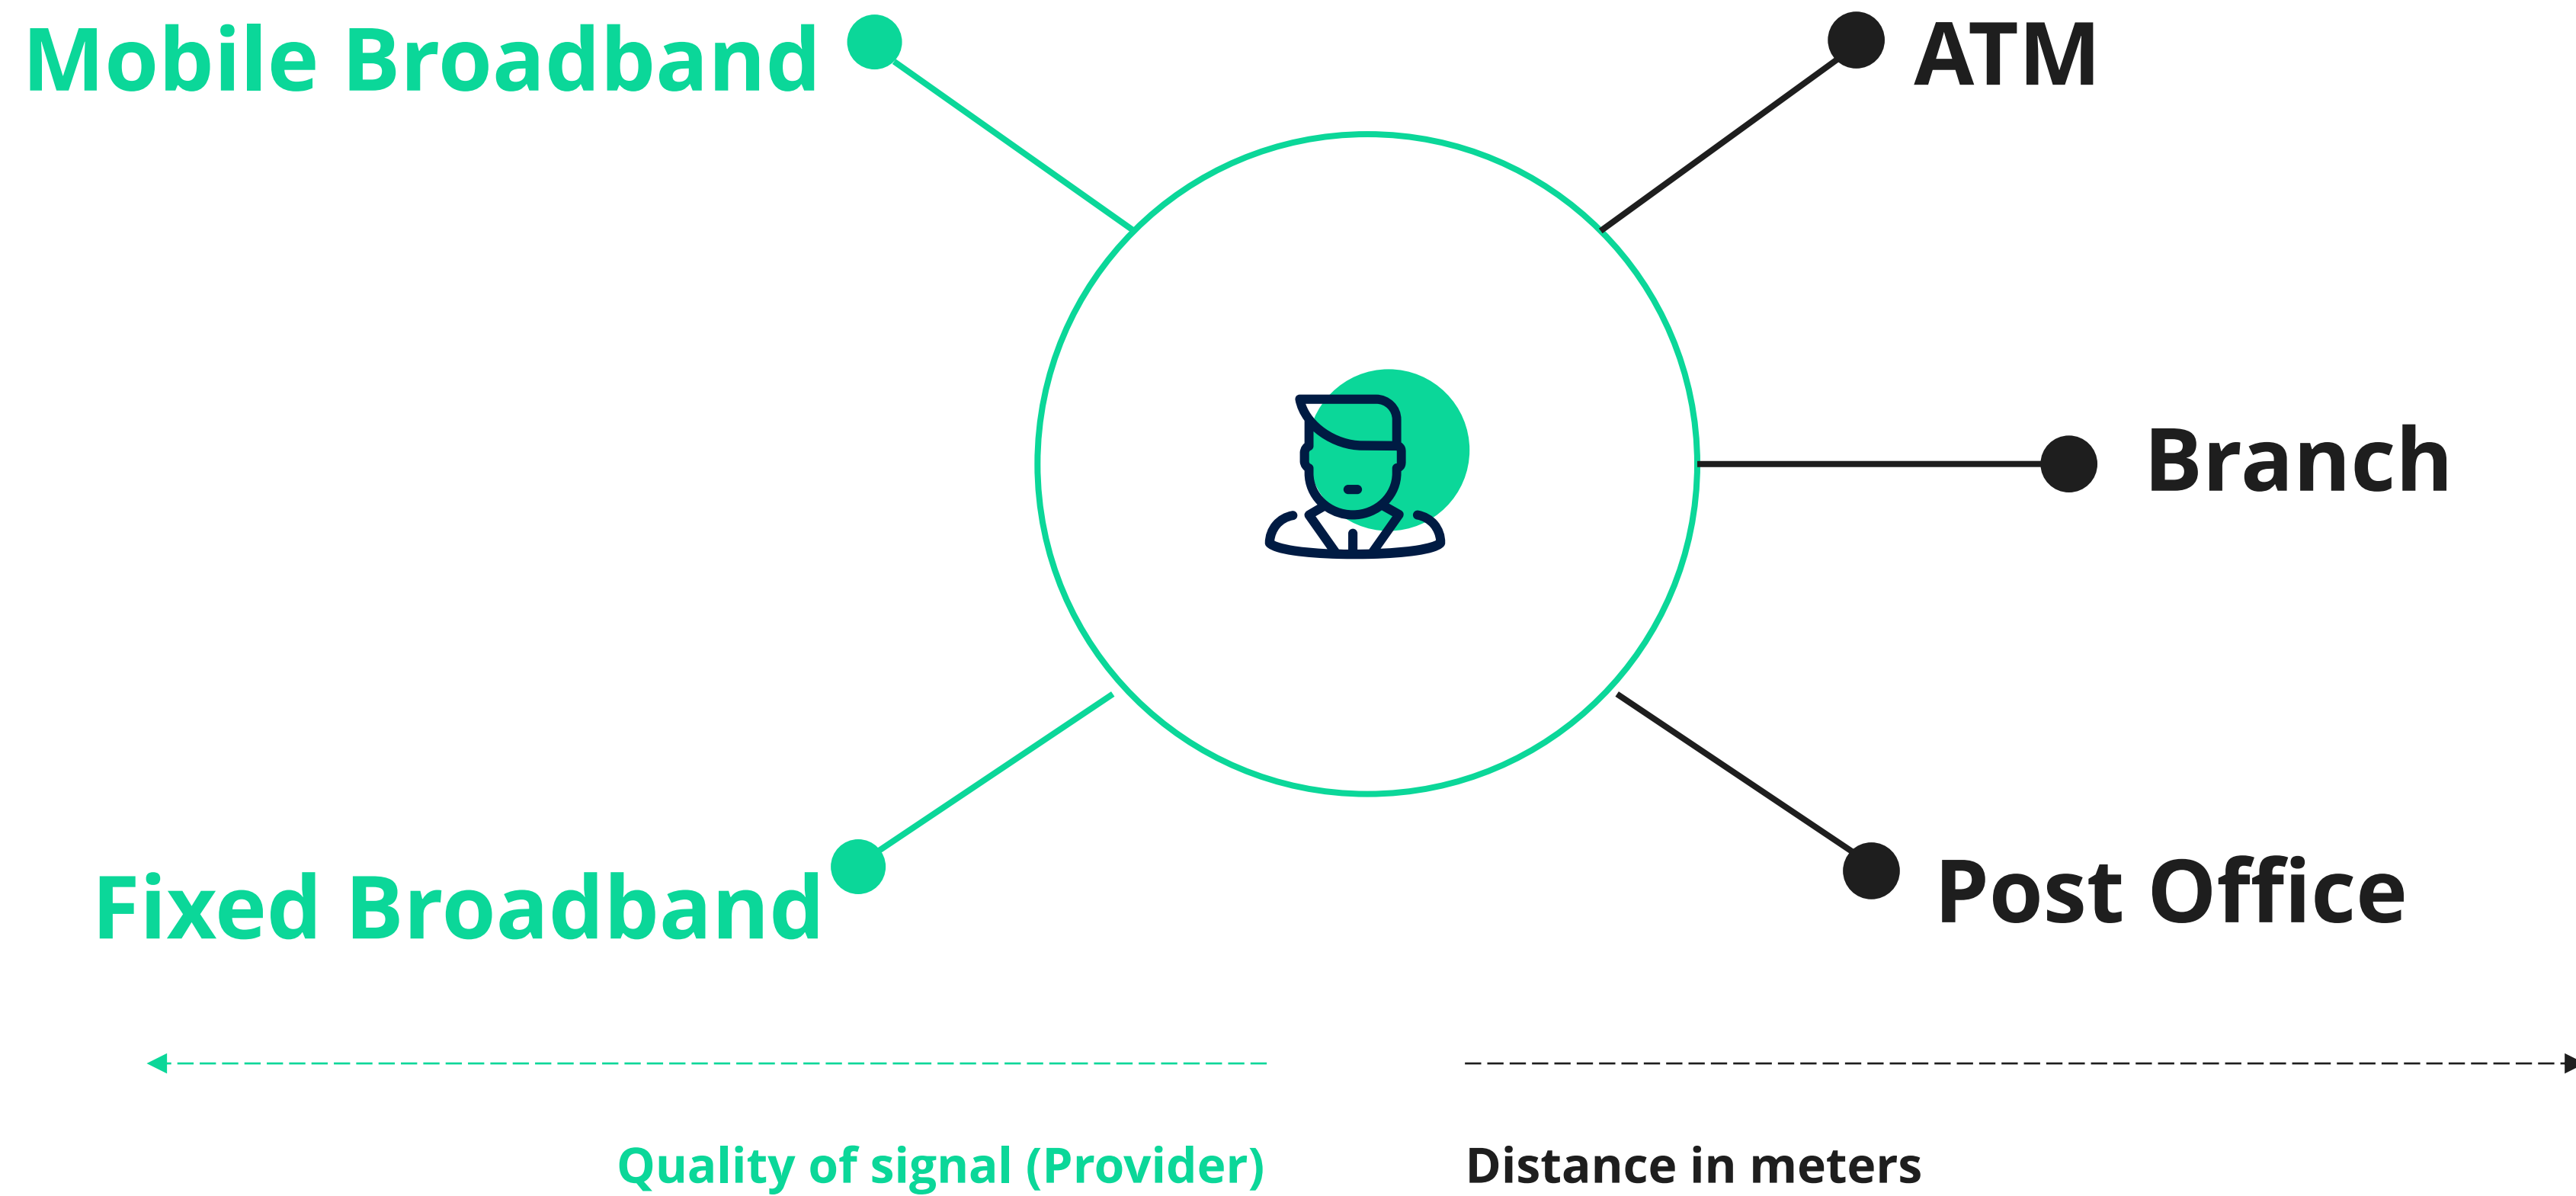 Mobile Broadband
ATM
Branch
Fixed Broadband
Post Office
Quality of signal (Provider)
Distance in meters